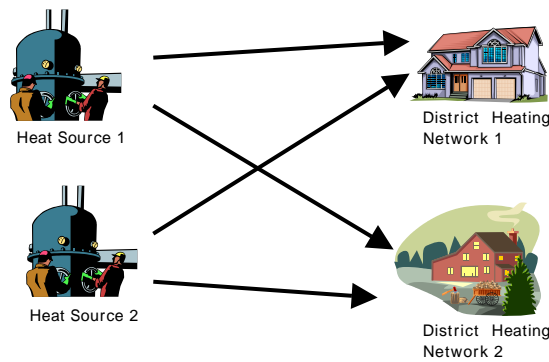 Heat Source 1
District Heating
Network 1
Heat Source 2
District Heating
Network 2